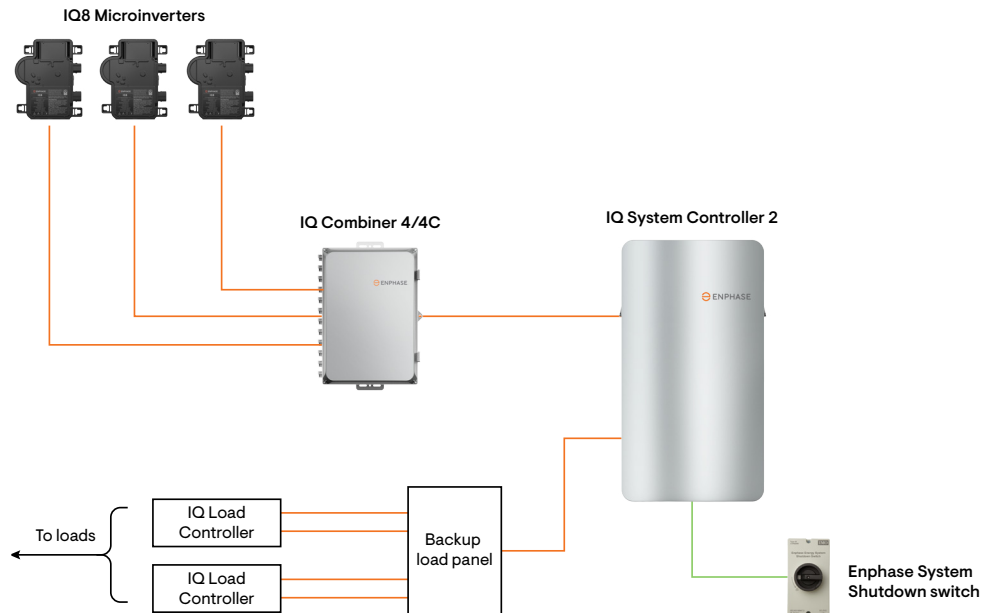 IQ8 Microinverters
IQ Combiner 4/4C
IQ System Controller 2
ENPHASE
ENPHASE
To loads
IQ Load
Controller
IQ Load
Controller
Backup
load panel
Enphase System
Shutdown switch